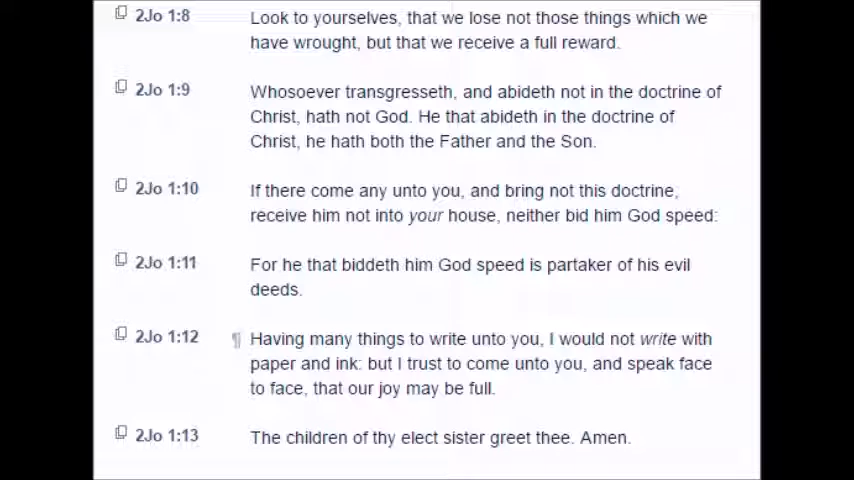 2Jo 1:8 Look to yourselves, that we lose not those things which we
have wrought, but that we receive a full reward.
2Jo 1:9 Whosoever transgresseth, and abideth not in the doctrine of
Christ, hath not God. He that abideth in the doctrine of
Christ, he hath both the Father and the Son.
2Jo 1:10 If there come any unto you, and bring not this doctrine,
receive him not into your house, neither bid him God speed:
2Jo 1:11 For he that biddeth him God speed is partaker of his evil
deeds.
2Jo 1:12 ¶ Having many things to write unto you, I would not write with
paper and ink: but I trust to come unto you, and speak face
to face, that our joy may be full.
2Jo 1:13 The children of thy elect sister greet thee. Amen.